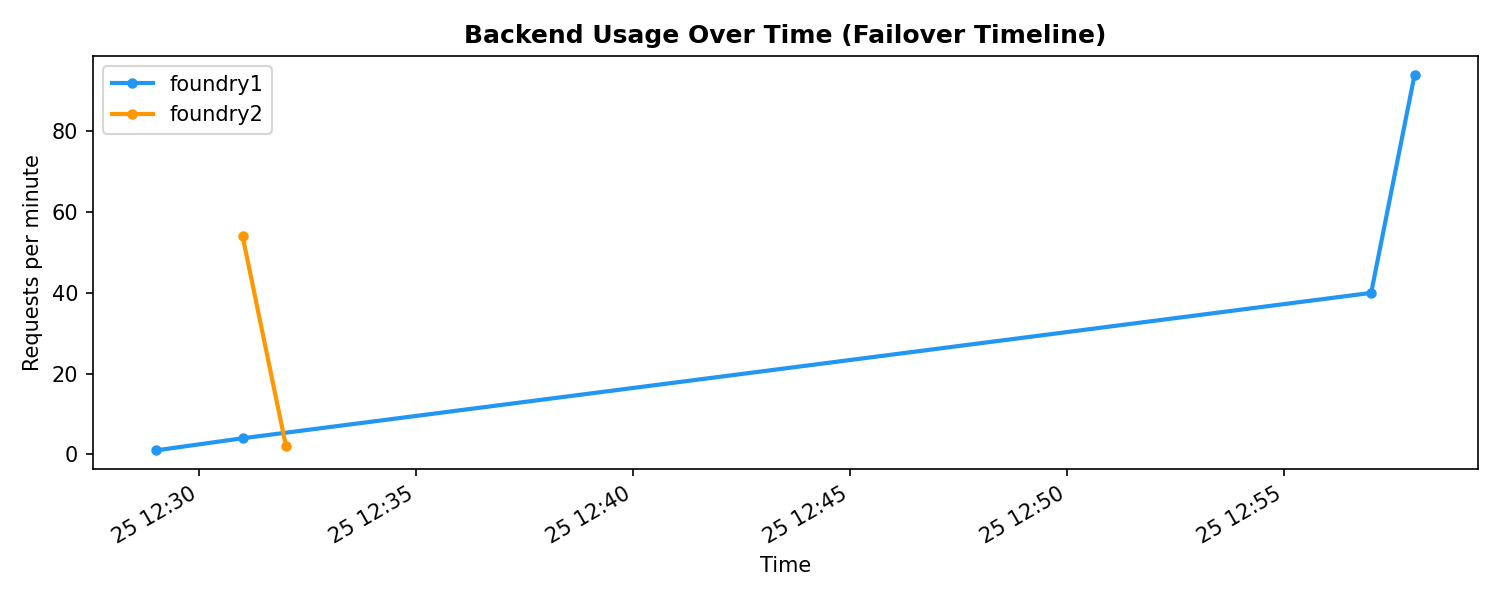 Backend Usage Over Time (Failover Timeline)
foundry1
foundry2
Requests per minute
80
60
40
20
0
25 12:30
25 12:35
25 12:40
25 12:45
25 12:50
25 12:55
Time